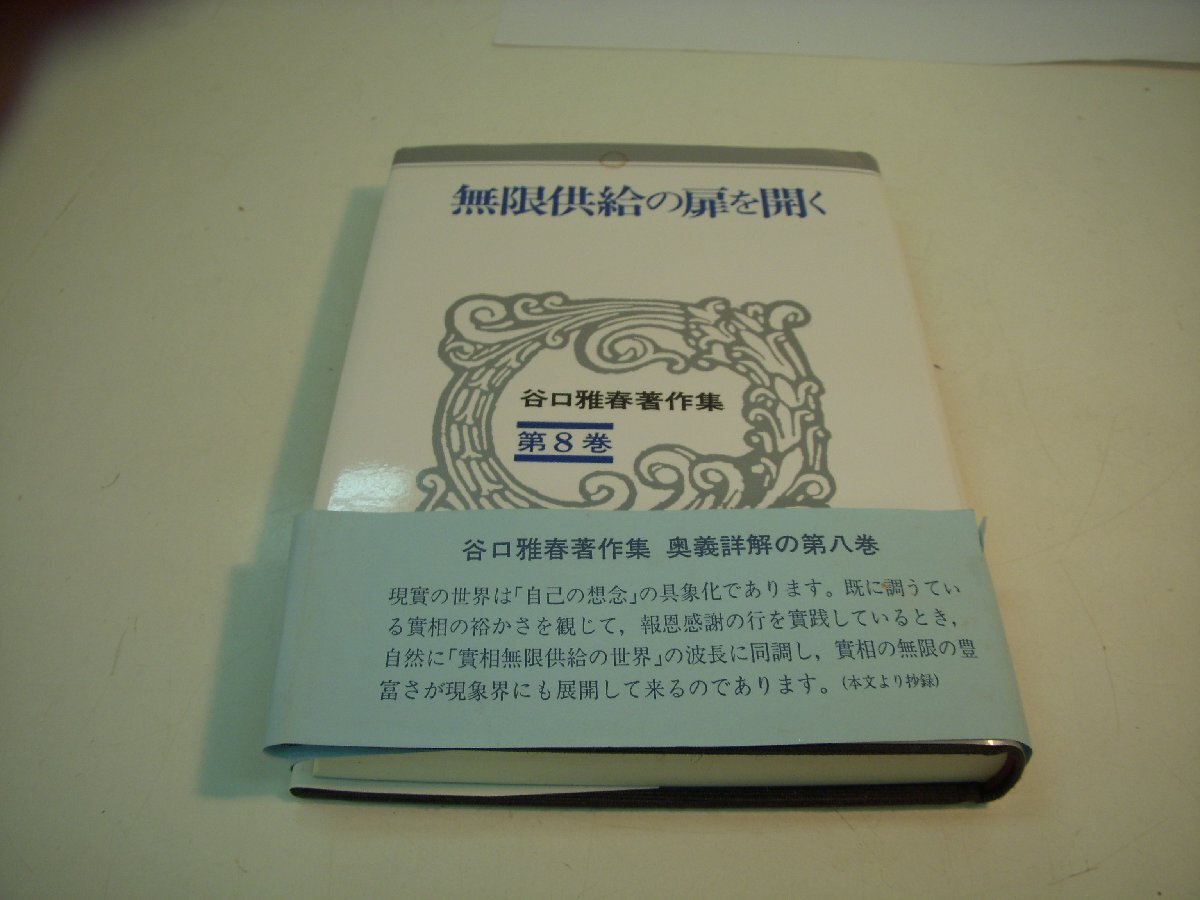 無限供給の扉を開く
谷口雅春著作集
第8巻
谷口雅春著作集 奥義詳解の第八巻
現實の世界は「自己の想念」の具象化であります。既に調うてい
る實相の裕かさを観じて，報恩感謝の行を實践しているとき，
自然に「實相無限供給の世界」の波長に同調し，實相の無限の豊
富さが現象界にも展開して来るのであります。（本文より抄録）